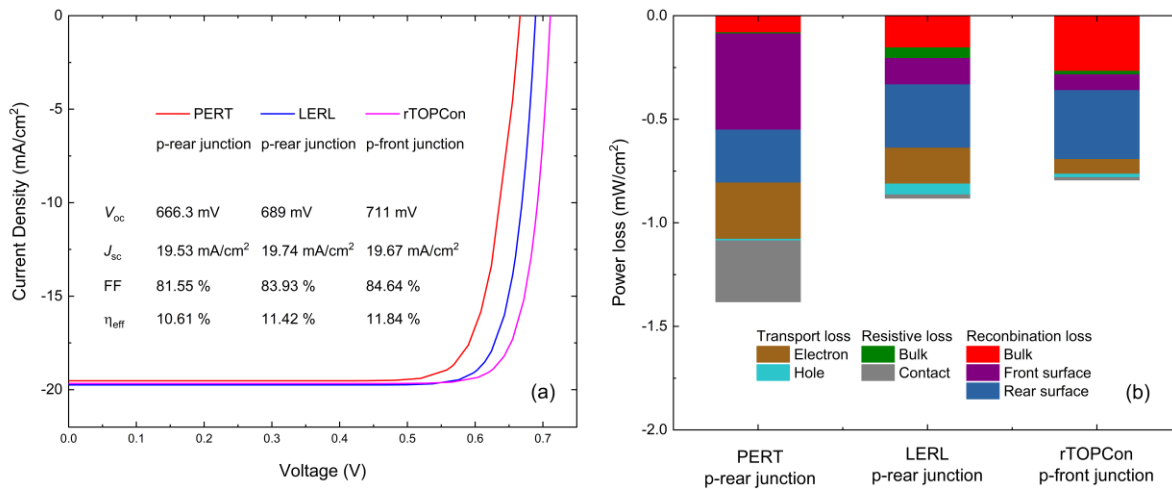 PERT LERL rTOPCon
p-rear junction p-rear junction p-front junction
Voc 666.3 mV 689 mV 711 mV
Jsc 19.53 mA/cm² 19.74 mA/cm² 19.67 mA/cm²
FF 81.55 % 83.93 % 84.64 %
ηeff 10.61 % 11.42 % 11.84 %
(a)
0
-5
-10
-15
-20
Current Density (mA/cm²)
0.0 0.1 0.2 0.3 0.4 0.5 0.6 0.7
Voltage (V)
0.0
-0.5
-1.0
-1.5
-2.0
Power loss (mW/cm²)
Transport loss Resistive loss Recombination loss
Electron Bulk Bulk
Hole Contact Front surface
Rear surface
(b)
PERT LERL rTOPCon
p-rear junction p-rear junction p-front junction